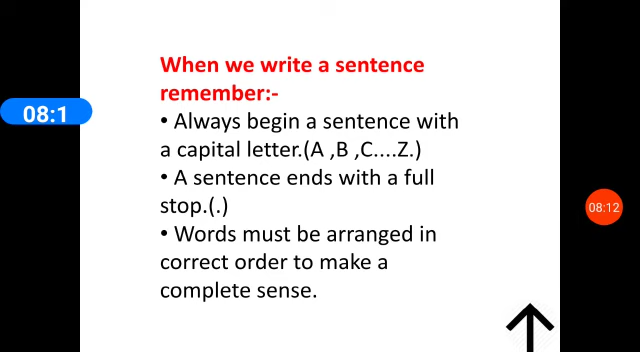 When we write a sentence
remember:-
• Always begin a sentence with
a capital letter.(A ,B ,C....Z.)
• A sentence ends with a full
stop.(.)
• Words must be arranged in
correct order to make a
complete sense.
08:1
08:12